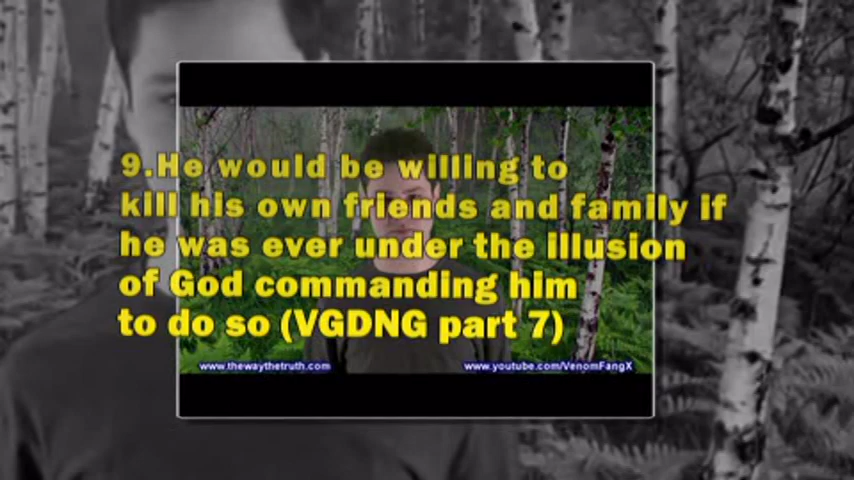 9.He would be willing to
kill his own friends and family if
he was ever under the illusion
of God commanding him
to do so (VGDNG part 7)
www.thewaythetruth.com
www.youtube.com/VenomFangX